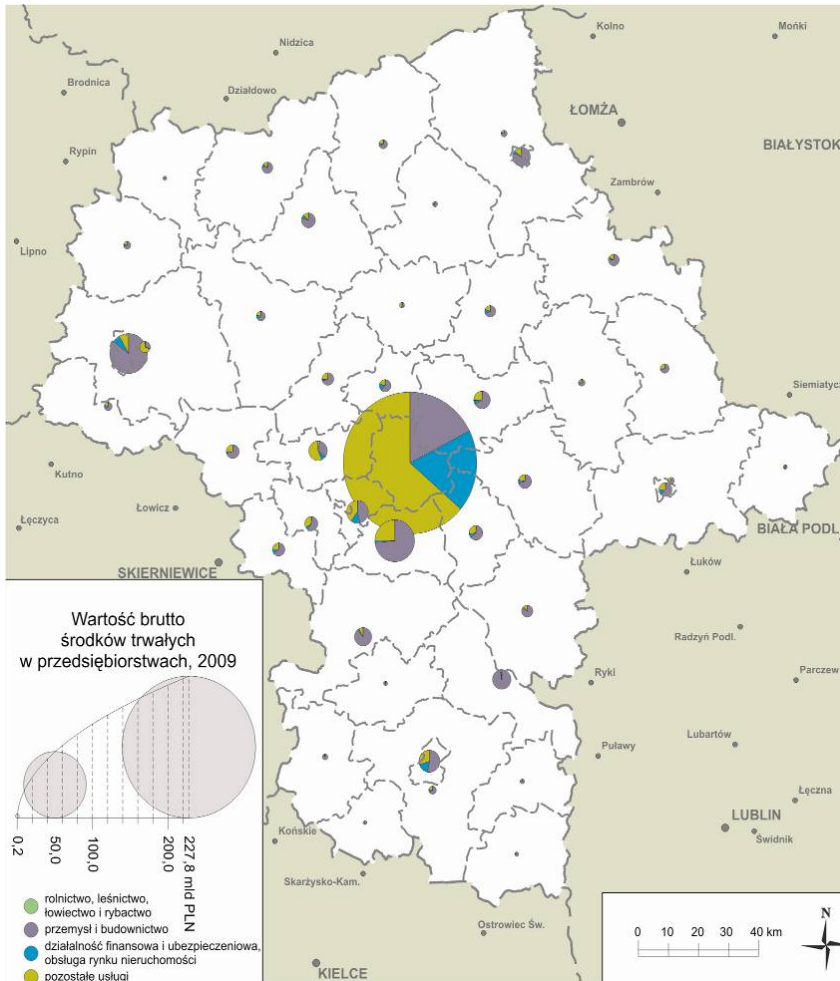 Kolno
Mońki
Nidzica
Brodnica
Działdowo
ŁOMŻA
BIAŁYSTOK
Rypin
Zambrów
Lipno
Siemiatycz
Kutno
Łowicz
Łęczyca
BIAŁA PODL
SKIERNIEWICE
Łuków
Wartość brutto
środków trwałych
w przedsiębiorstwach, 2009
Radzyń Podl.
Ryki
Parczew
Lubartów
Puławy
Łęczna
LUBLIN
Świdnik
0,2
50,0
100,0
200,0
227,8 mld PLN
Końskie
Skarżysko-Kam.
rolnictwo, leśnictwo,
łowiectwo i rybactwo
przemysł i budownictwo
działalność finansowa i ubezpieczeniowa,
obsługa rynku nieruchomości
pozostałe usługi
Ostrowiec Św.
KIELCE
N
0 10 20 40 km